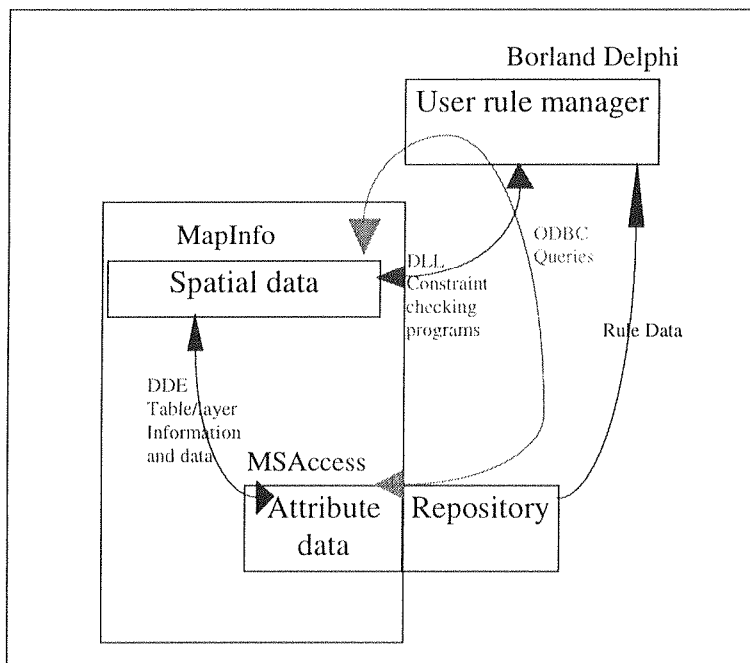 Borland Delphi
User rule manager
MapInfo
Spatial data
ODBC
Queries
DLL
Constraint
checking
programs
Rule Data
DDE
Table/layer
Information
and data
MSAccess
Attribute
data
Repository